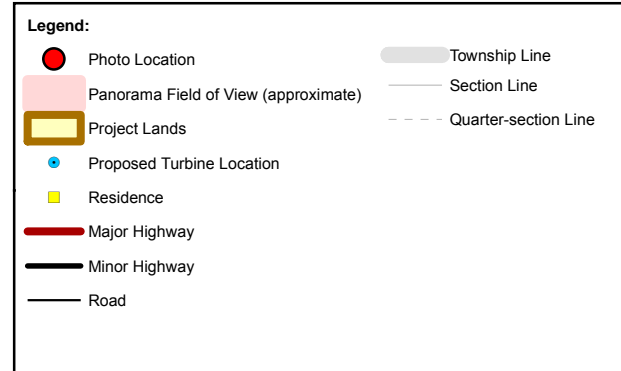 Legend:
Photo Location
Panorama Field of View (approximate)
Project Lands
Proposed Turbine Location
Residence
Major Highway
Minor Highway
Road
Township Line
Section Line
Quarter-section Line